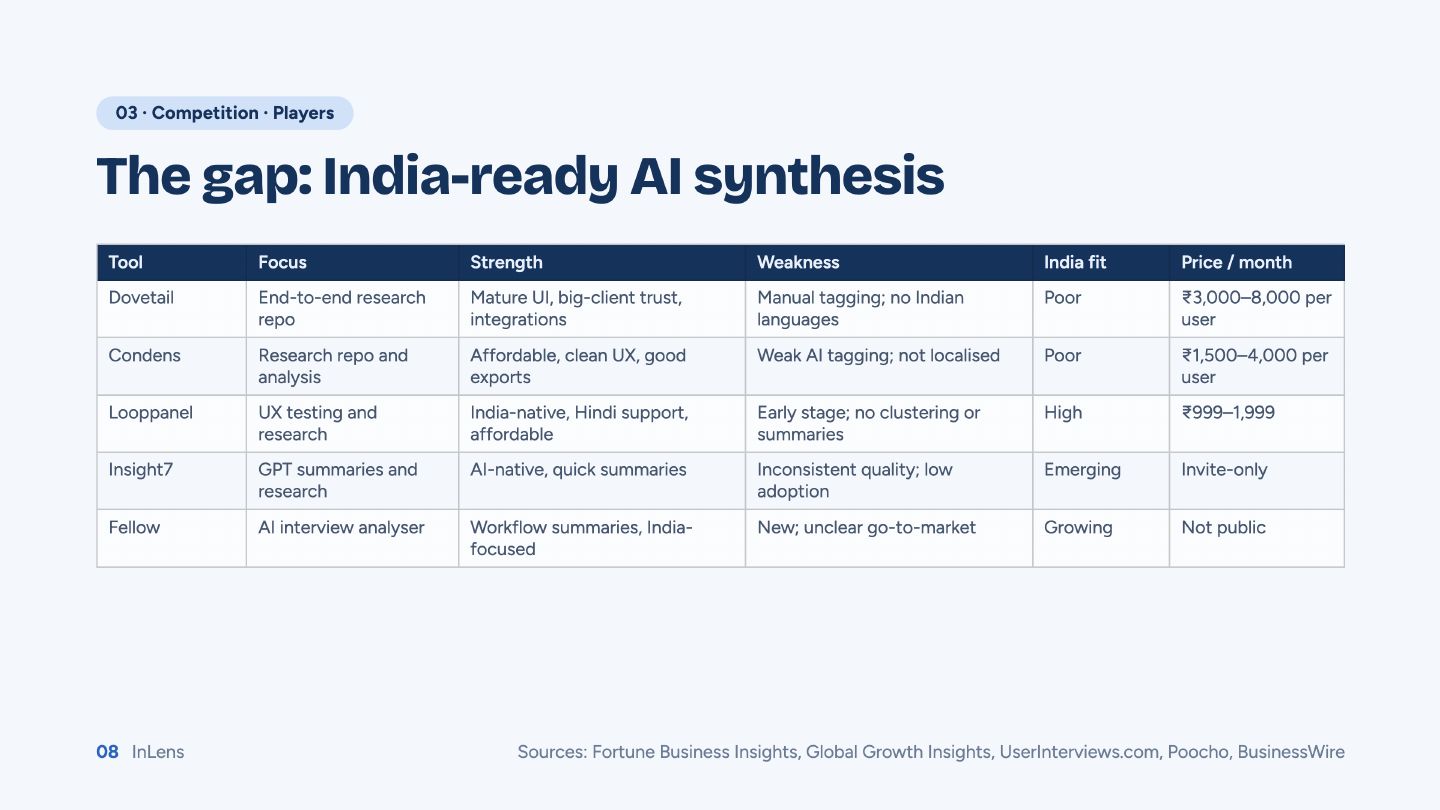 03 · Competition · Players
The gap: India-ready AI synthesis
Tool Focus Strength Weakness India fit Price / month
Dovetail End-to-end research repo Mature UI, big-client trust, integrations Manual tagging; no Indian languages Poor ₹3,000–8,000 per user
Condens Research repo and analysis Affordable, clean UX, good exports Weak AI tagging; not localised Poor ₹1,500–4,000 per user
Looppanel UX testing and research India-native, Hindi support, affordable Early stage; no clustering or summaries High ₹999–1,999
Insight7 GPT summaries and research AI-native, quick summaries Inconsistent quality; low adoption Emerging Invite-only
Fellow AI interview analyser Workflow summaries, India-focused New; unclear go-to-market Growing Not public
08 InLens Sources: Fortune Business Insights, Global Growth Insights, UserInterviews.com, Poocho, BusinessWire